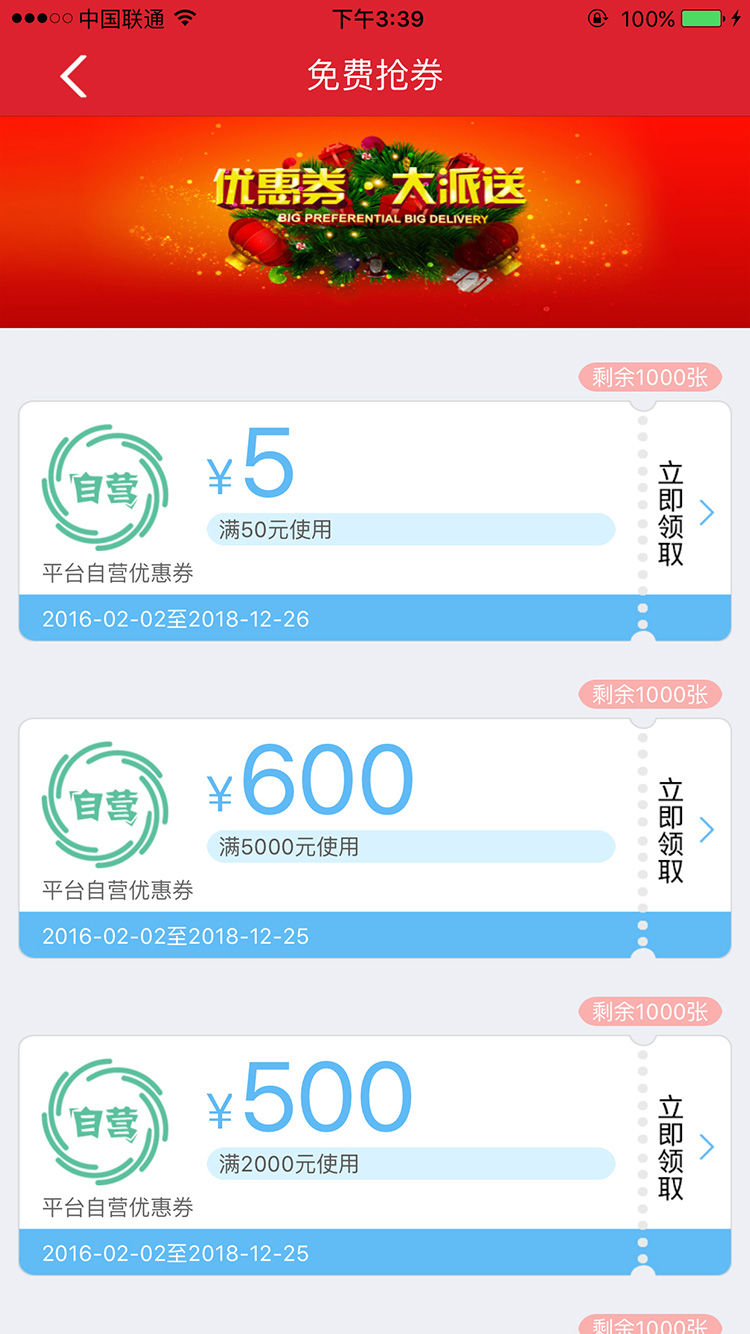 中国联通
下午3:39
100%
免费抢券
优惠券·大派送
BIG PREFERENTIAL BIG DELIVERY
剩余1000张
自营
¥5
满50元使用
平台自营优惠券
立即领取
2016-02-02至2018-12-26
剩余1000张
自营
¥600
满5000元使用
平台自营优惠券
立即领取
2016-02-02至2018-12-25
剩余1000张
自营
¥500
满2000元使用
平台自营优惠券
立即领取
2016-02-02至2018-12-25
剩余1000张